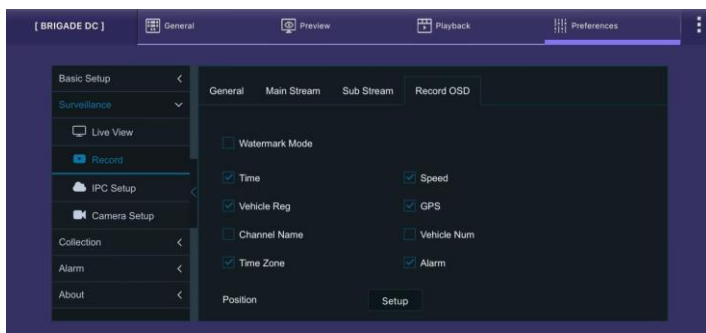 [ BRIGADE DC ] General Preview Playback Preferences
Basic Setup
General Main Stream Sub Stream Record OSD
Surveillance
Live View
Watermark Mode
Record
Time Speed
IPC Setup
Vehicle Reg GPS
Camera Setup
Channel Name Vehicle Num
Collection
Time Zone Alarm
Alarm
About
Position Setup